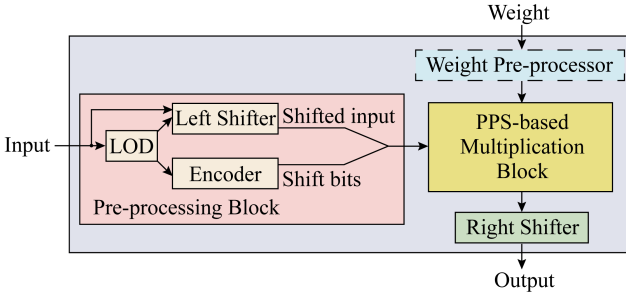 Weight
Weight Pre-processor
Left Shifter
Shifted input
Input
LOD
Encoder
Shift bits
Pre-processing Block
PPS-based
Multiplication
Block
Right Shifter
Output